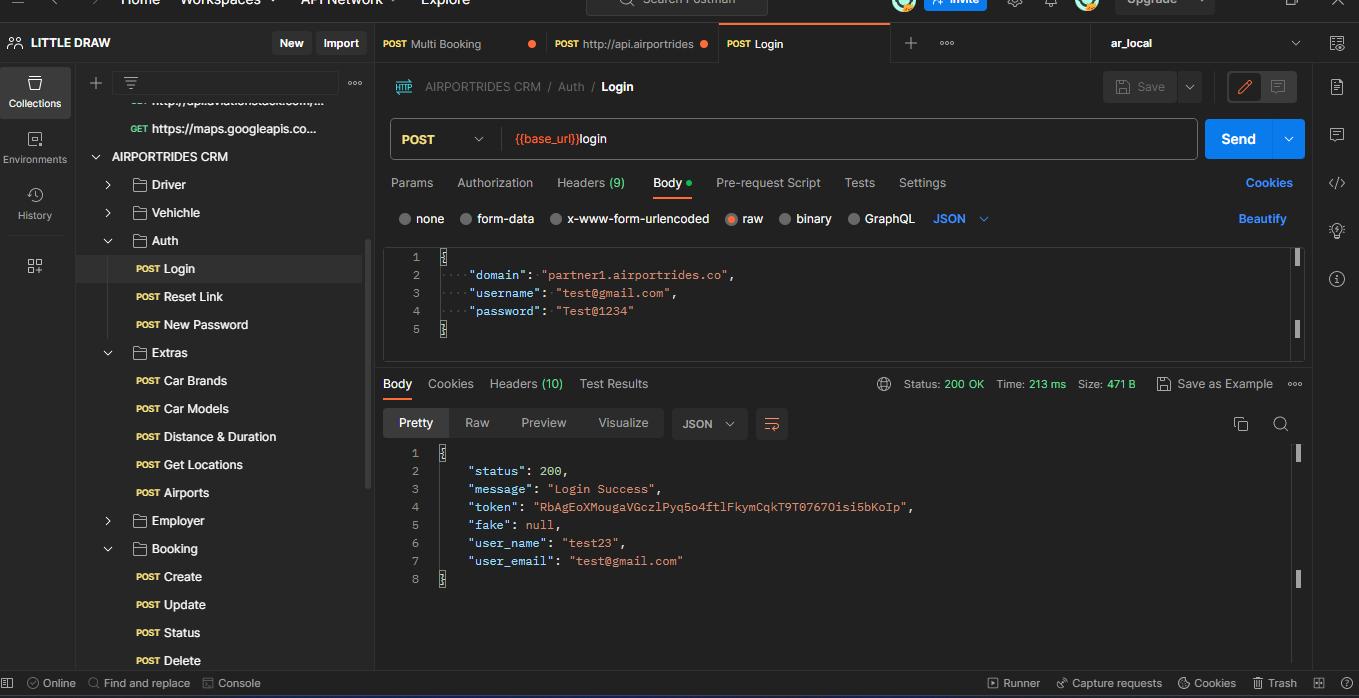 Home Workspaces API Network Explore Search Postman Invite Upgrade
LITTLE DRAW New Import POST Multi Booking POST http://api.airportrides POST Login ar_local
Collections
GET http://api.aviationstack.com/...
GET https://maps.googleapis.co...
Environments
History
AIRPORTRIDES CRM
Driver
Vehichle
Auth
POST Login
POST Reset Link
POST New Password
Extras
POST Car Brands
POST Car Models
POST Distance & Duration
POST Get Locations
POST Airports
Employer
Booking
POST Create
POST Update
POST Status
POST Delete
HTTP AIRPORTRIDES CRM / Auth / Login Save
POST {{base_url}}login Send
Params Authorization Headers (9) Body Pre-request Script Tests Settings Cookies
none form-data x-www-form-urlencoded raw binary GraphQL JSON Beautify
1 {
2 "domain": "partner1.airportrides.co",
3 "username": "test@gmail.com",
4 "password": "Test@1234"
5 }
Body Cookies Headers (10) Test Results Status: 200 OK Time: 213 ms Size: 471 B Save as Example
Pretty Raw Preview Visualize JSON
1 {
2 "status": 200,
3 "message": "Login Success",
4 "token": "RbAgEoXMougaVGczlPyq5o4ftlFkymCqkT9T0767Oisi5bKoIp",
5 "fake": null,
6 "user_name": "test23",
7 "user_email": "test@gmail.com"
8 }
Online Find and replace Console Runner Capture requests Cookies Trash